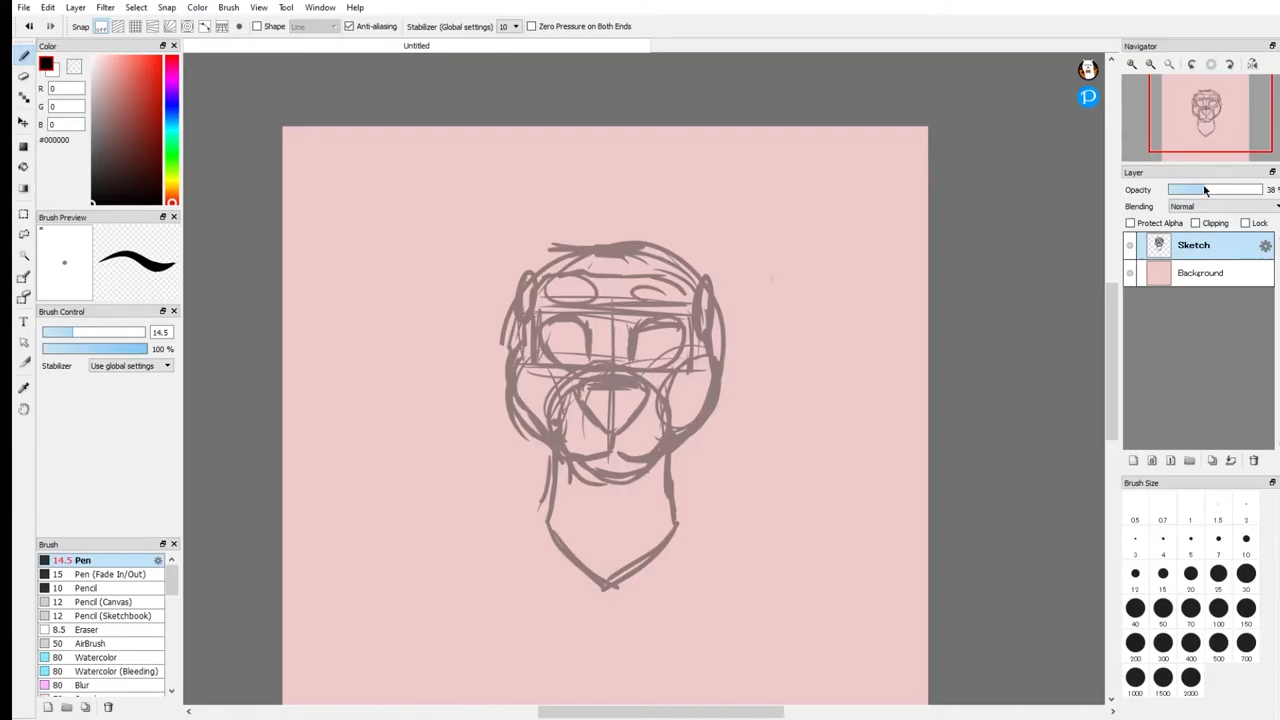 File Edit Layer Filter Select Snap Color Brush View Tool Window Help
Snap off Shape Line Anti-aliasing Stabilizer (Global settings) 10 Zero Pressure on Both Ends
Untitled
Color
R 0
G 0
B 0
#000000
Brush Preview
Brush Control
14.5
100 %
Stabilizer Use global settings
Brush
14.5 Pen
15 Pen (Fade In/Out)
10 Pencil
12 Pencil (Canvas)
12 Pencil (Sketchbook)
8.5 Eraser
50 AirBrush
80 Watercolor
80 Watercolor (Bleeding)
80 Blur
Navigator
Layer
Opacity 38 %
Blending Normal
Protect Alpha Clipping Lock
Sketch
Background
8 1
Brush Size
0.5 0.7 1 1.5 2
3 4 5 7 10
12 15 20 25 30
40 50 70 100 150
200 300 400 500 700
1000 1500 2000